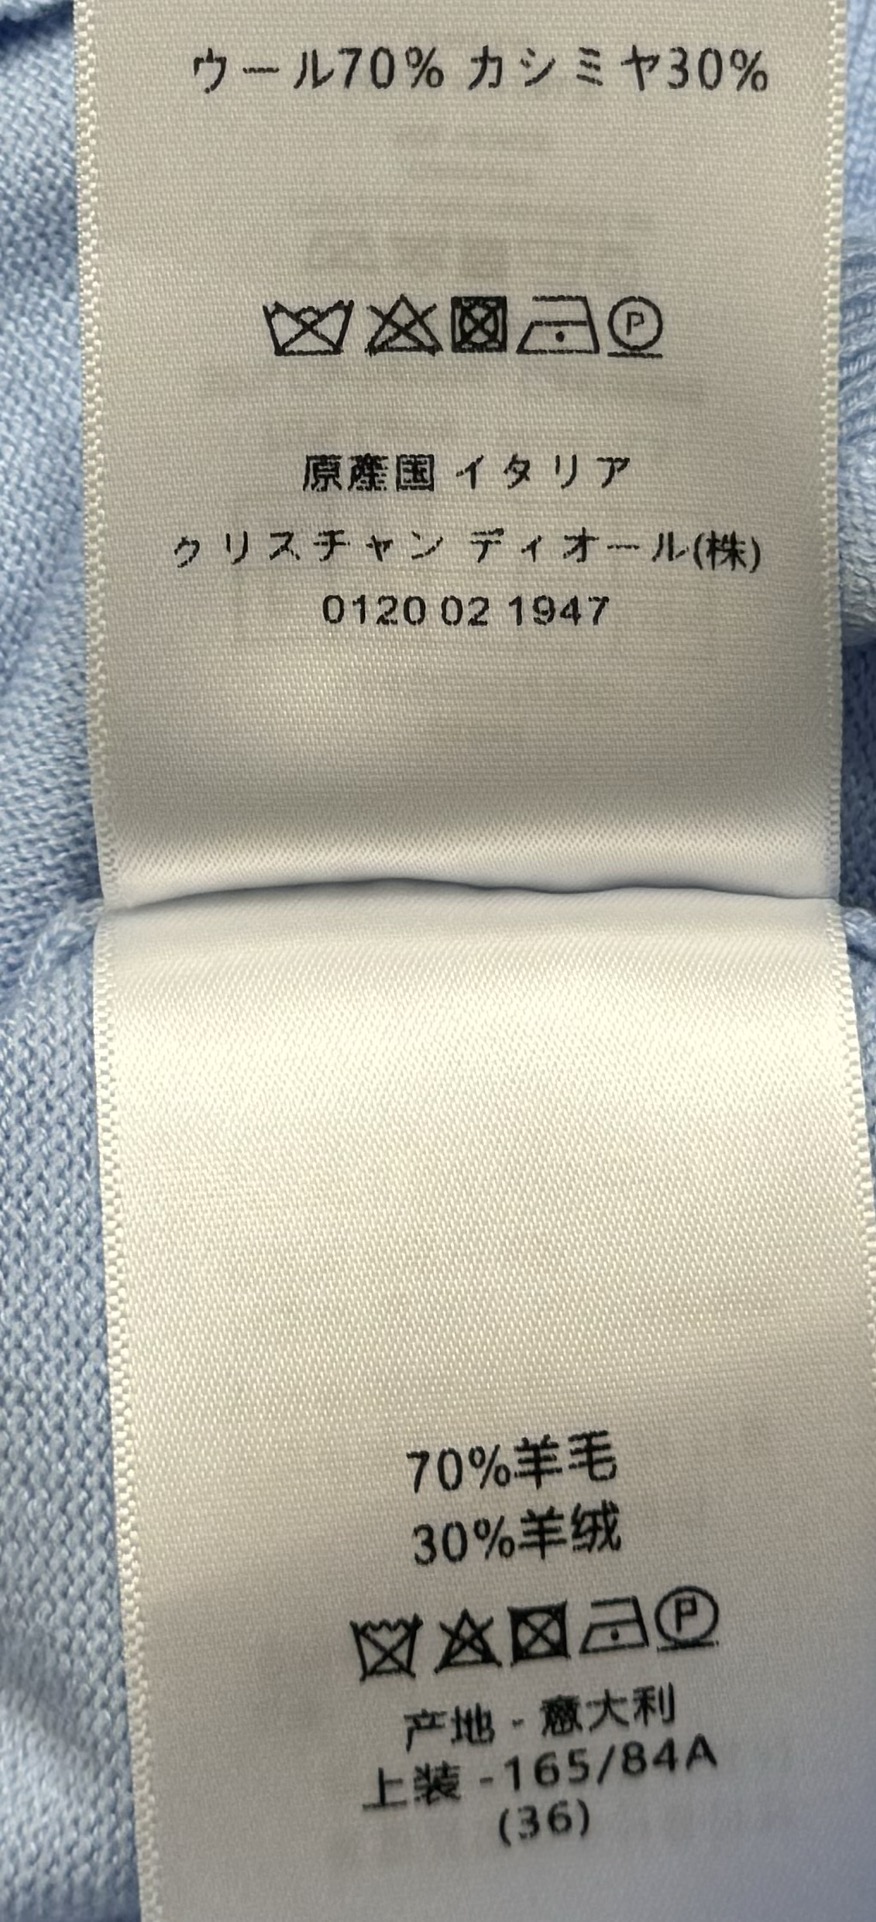 ウール70% カシミヤ30%
原産国 イタリア
クリスチャン ディオール(株)
0120 02 1947
70%羊毛
30%羊绒
产地 - 意大利
上装 -165/84A
(36)